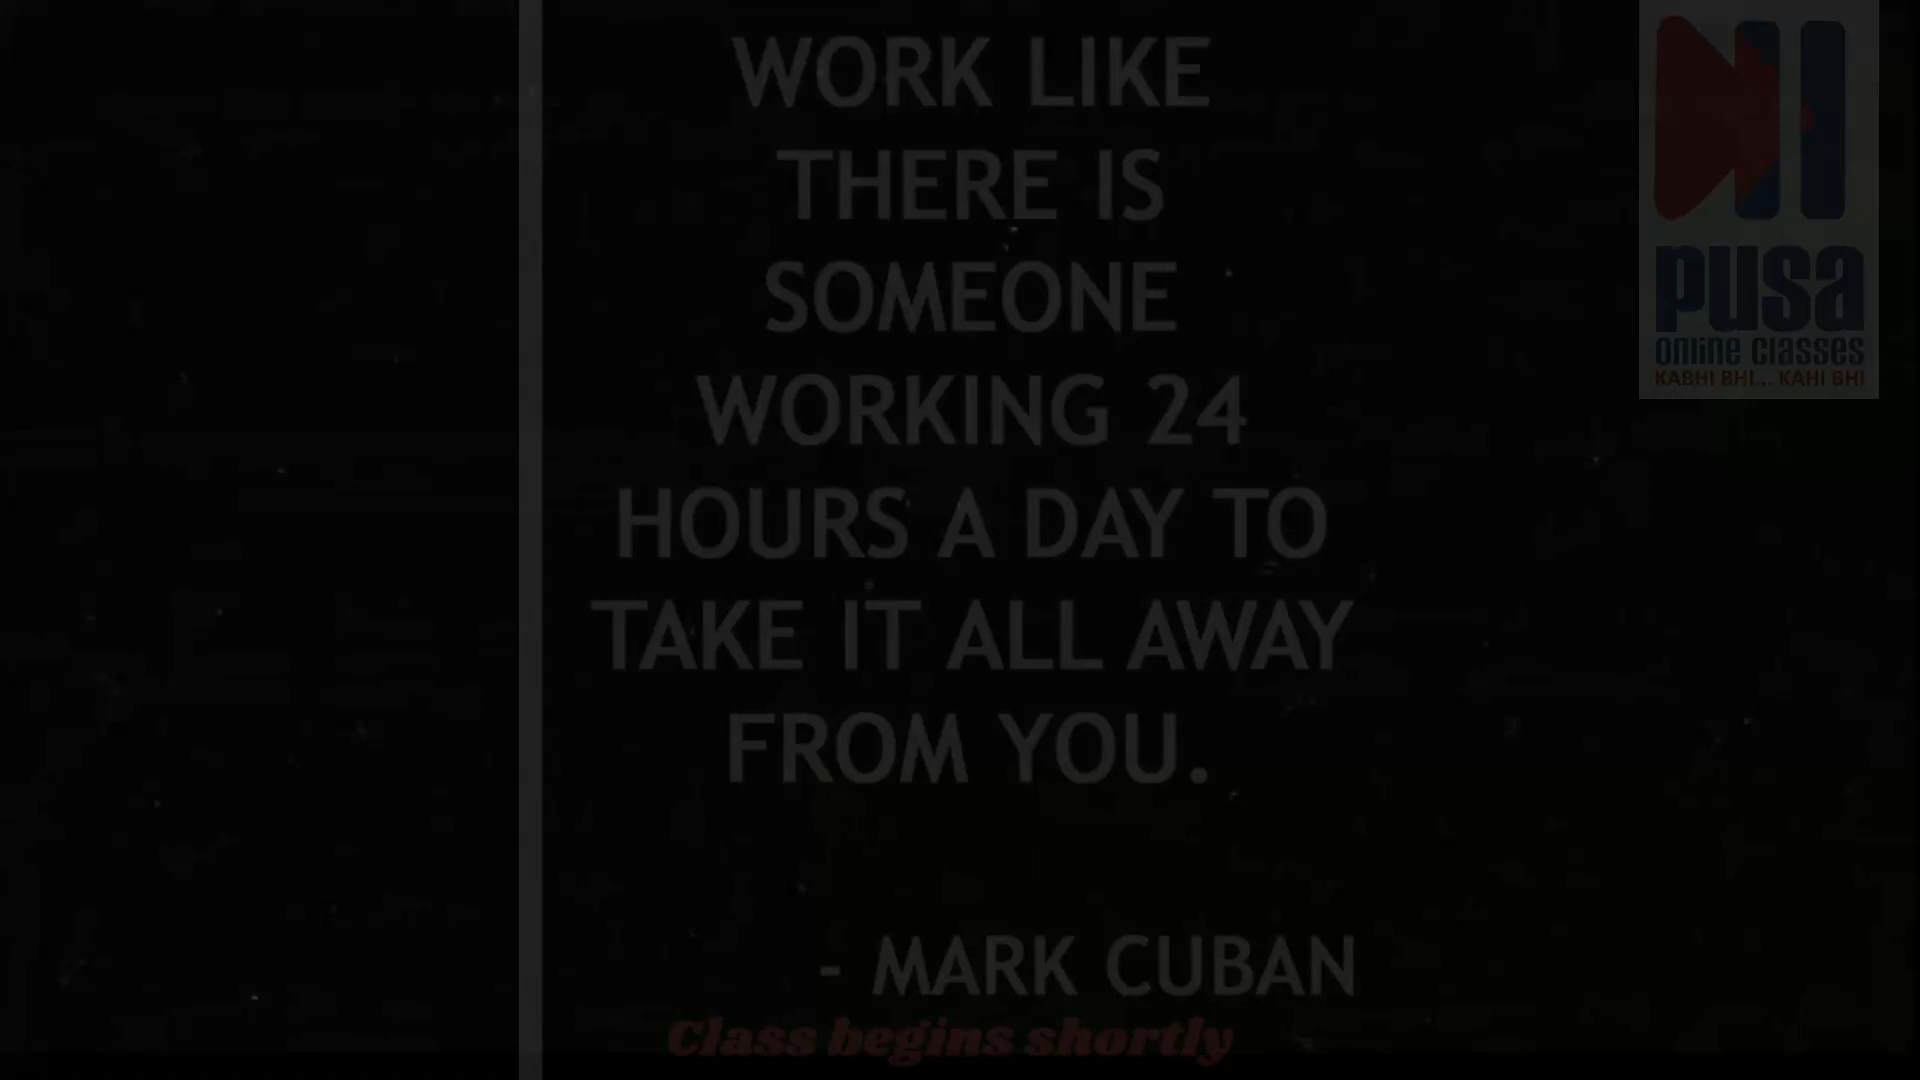 WORK LIKE
THERE IS
SOMEONE
WORKING 24
HOURS A DAY TO
TAKE IT ALL AWAY
FROM YOU.
- MARK CUBAN
Class begins shortly
PUSA
Online Classes
KABHI BHI... KAHI BHI